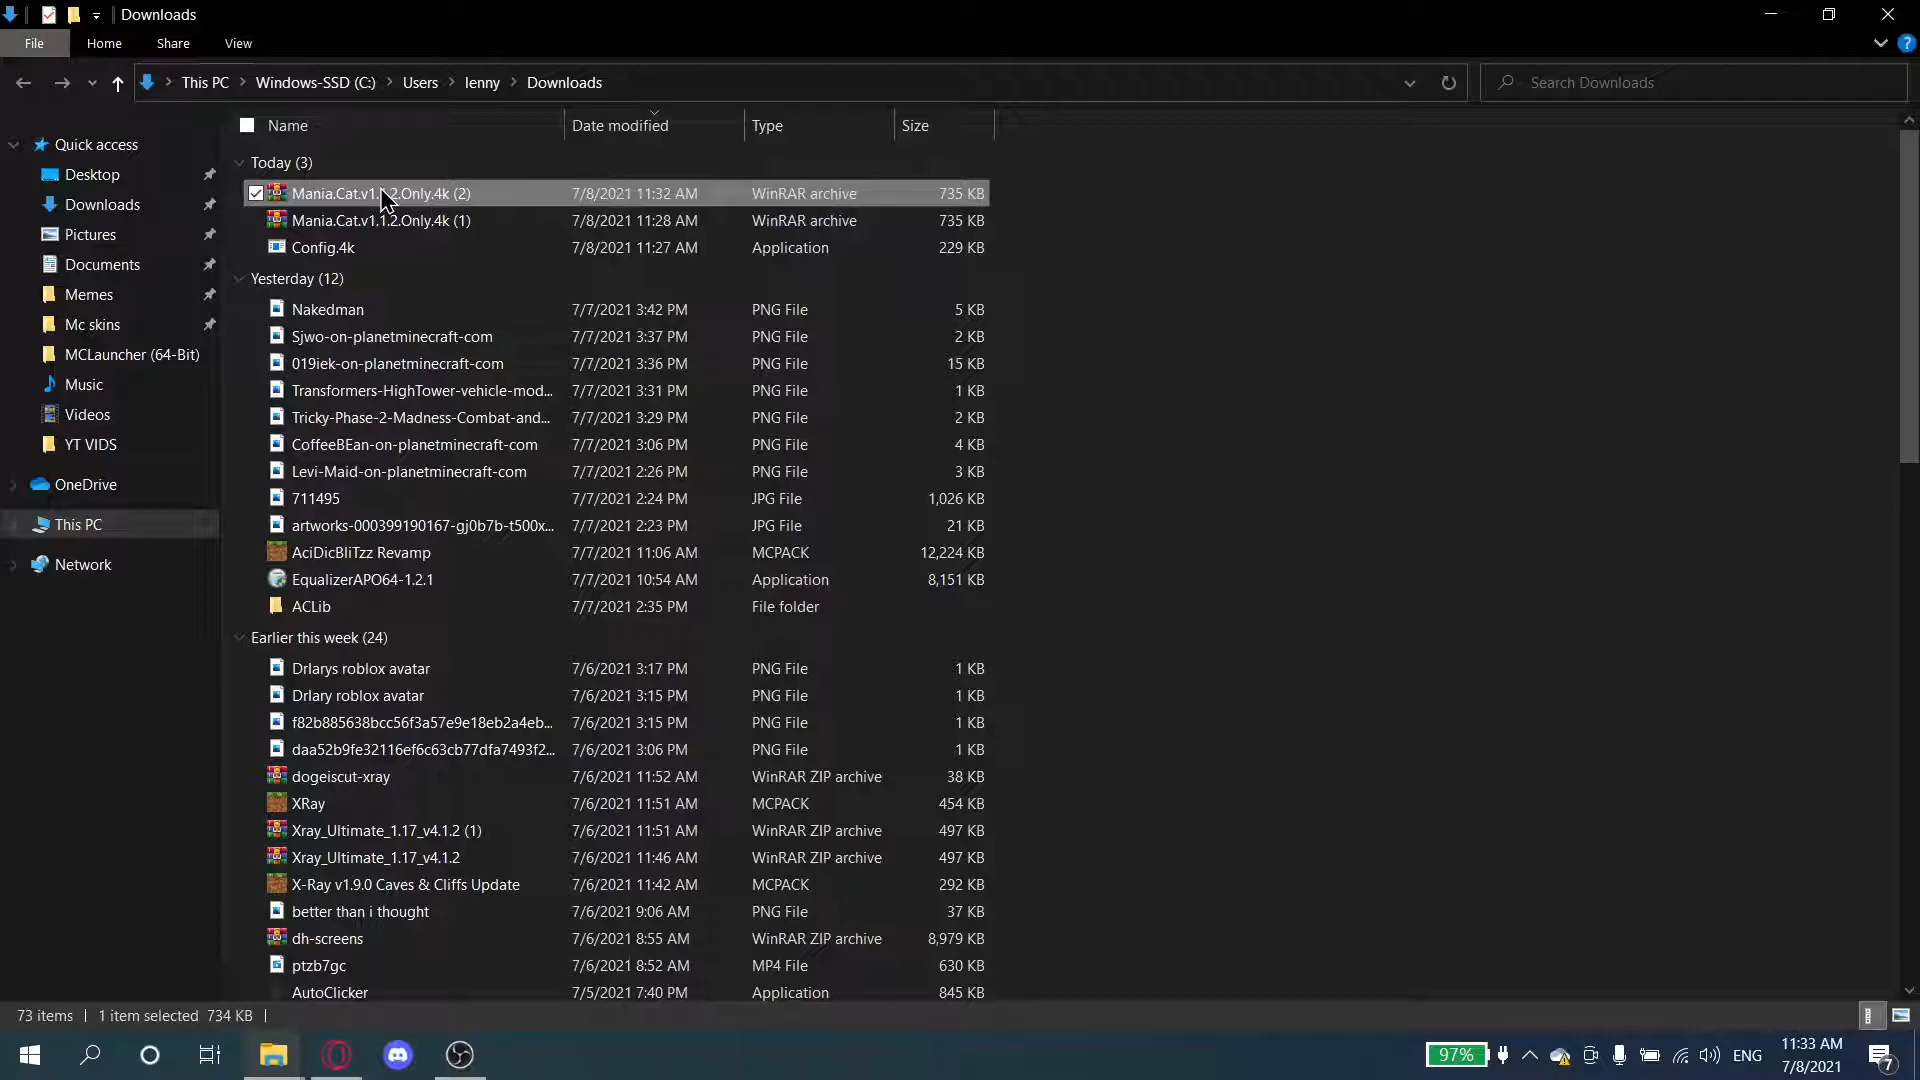 Downloads
File Home Share View
This PC Windows-SSD (C:) Users lenny Downloads Search Downloads
Name Date modified Type Size
Quick access
Desktop
Downloads
Pictures
Documents
Memes
Mc skins
MCLauncher (64-Bit)
Music
Videos
YT VIDS
OneDrive
This PC
Network
Today (3)
Mania.Cat.v1.1.2.Only.4k (2) 7/8/2021 11:32 AM WinRAR archive 735 KB
Mania.Cat.v1.1.2.Only.4k (1) 7/8/2021 11:28 AM WinRAR archive 735 KB
Config.4k 7/8/2021 11:27 AM Application 229 KB
Yesterday (12)
Nakedman 7/7/2021 3:42 PM PNG File 5 KB
Sjwo-on-planetminecraft-com 7/7/2021 3:37 PM PNG File 2 KB
019iek-on-planetminecraft-com 7/7/2021 3:36 PM PNG File 15 KB
Transformers-HighTower-vehicle-mod... 7/7/2021 3:31 PM PNG File 1 KB
Tricky-Phase-2-Madness-Combat-and... 7/7/2021 3:29 PM PNG File 2 KB
CoffeeBEan-on-planetminecraft-com 7/7/2021 3:06 PM PNG File 4 KB
Levi-Maid-on-planetminecraft-com 7/7/2021 2:26 PM PNG File 3 KB
711495 7/7/2021 2:24 PM JPG File 1,026 KB
artworks-000399190167-gj0b7b-t500x... 7/7/2021 2:23 PM JPG File 21 KB
AciDicBliTzz Revamp 7/7/2021 11:06 AM MCPACK 12,224 KB
EqualizerAPO64-1.2.1 7/7/2021 10:54 AM Application 8,151 KB
ACLib 7/7/2021 2:35 PM File folder
Earlier this week (24)
Drlarys roblox avatar 7/6/2021 3:17 PM PNG File 1 KB
Drlary roblox avatar 7/6/2021 3:15 PM PNG File 1 KB
f82b885638bcc56f3a57e9e18eb2a4eb... 7/6/2021 3:15 PM PNG File 1 KB
daa52b9fe32116ef6c63cb77dfa7493f2... 7/6/2021 3:06 PM PNG File 1 KB
dogeiscut-xray 7/6/2021 11:52 AM WinRAR ZIP archive 38 KB
XRay 7/6/2021 11:51 AM MCPACK 454 KB
Xray_Ultimate_1.17_v4.1.2 (1) 7/6/2021 11:51 AM WinRAR ZIP archive 497 KB
Xray_Ultimate_1.17_v4.1.2 7/6/2021 11:46 AM WinRAR ZIP archive 497 KB
X-Ray v1.9.0 Caves & Cliffs Update 7/6/2021 11:42 AM MCPACK 292 KB
better than i thought 7/6/2021 9:06 AM PNG File 37 KB
dh-screens 7/6/2021 8:55 AM WinRAR ZIP archive 8,979 KB
ptzb7gc 7/6/2021 8:52 AM MP4 File 630 KB
AutoClicker 7/5/2021 7:40 PM Application 845 KB
73 items 1 item selected 734 KB
97% ENG 11:33 AM
7/8/2021 7